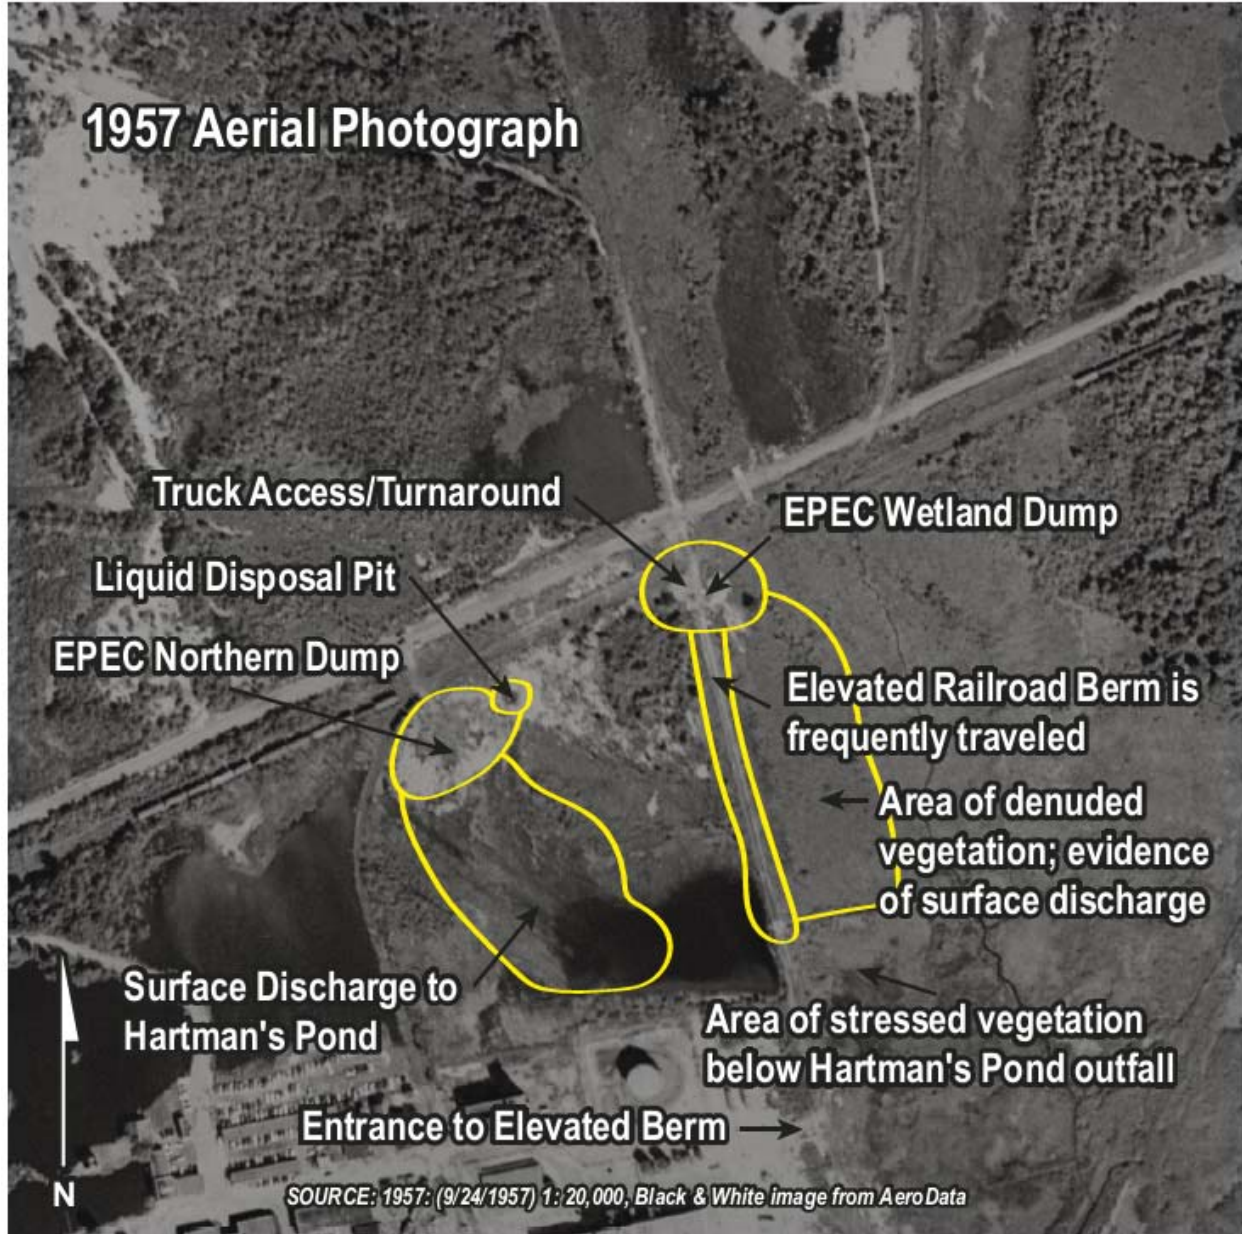 1957 Aerial Photograph
Truck Access/Turnaround
EPEC Wetland Dump
Liquid Disposal Pit
EPEC Northern Dump
Elevated Railroad Berm is
frequently traveled
Area of denuded
vegetation; evidence
of surface discharge
Surface Discharge to
Hartman's Pond
Area of stressed vegetation
below Hartman's Pond outfall
Entrance to Elevated Berm
N
SOURCE: 1957: (9/24/1957) 1: 20,000, Black & White image from AeroData